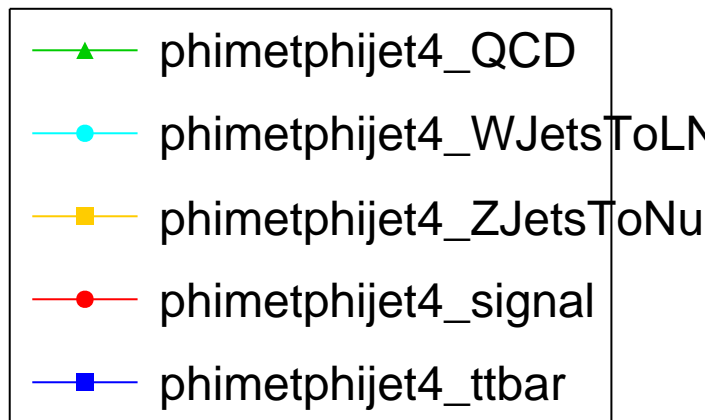 phimetphijet4_QCD
phimetphijet4_WJetsToLN
phimetphijet4_ZJetsToNu
phimetphijet4_signal
phimetphijet4_ttbar